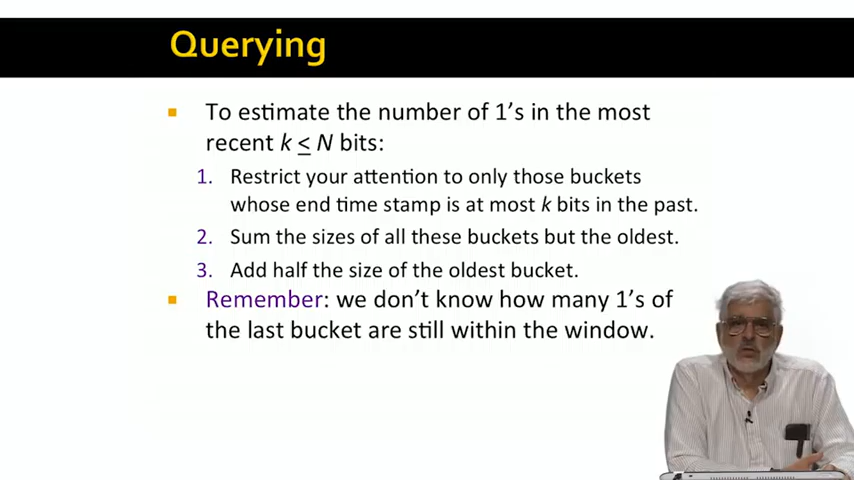 Querying
■ To estimate the number of 1's in the most
recent k ≤ N bits:
1. Restrict your attention to only those buckets
whose end time stamp is at most k bits in the past.
2. Sum the sizes of all these buckets but the oldest.
3. Add half the size of the oldest bucket.
■ Remember: we don't know how many 1's of
the last bucket are still within the window.